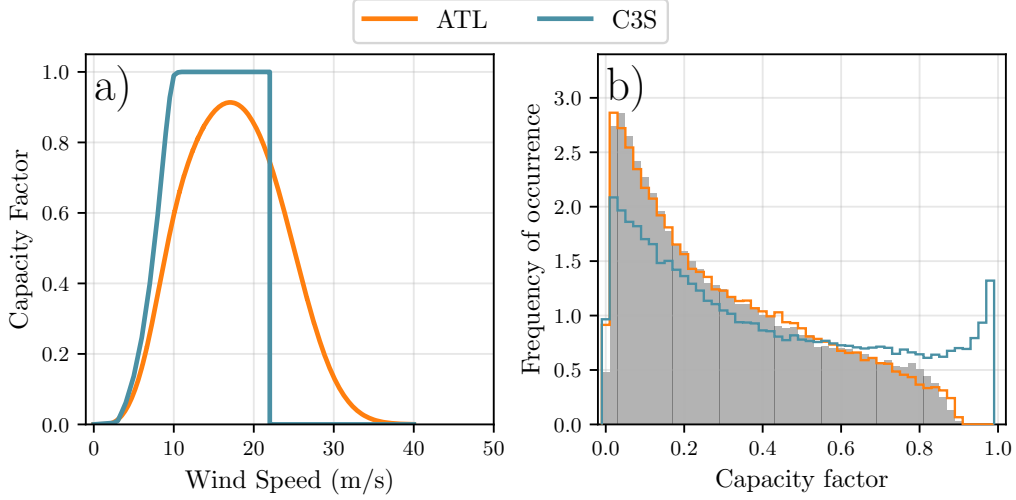 ATL C3S
a)
Capacity Factor
1.0
0.8
0.6
0.4
0.2
0.0
0 10 20 30 40 50
Wind Speed (m/s)
b)
Frequency of occurrence
3.0
2.5
2.0
1.5
1.0
0.5
0.0
0.0 0.2 0.4 0.6 0.8 1.0
Capacity factor